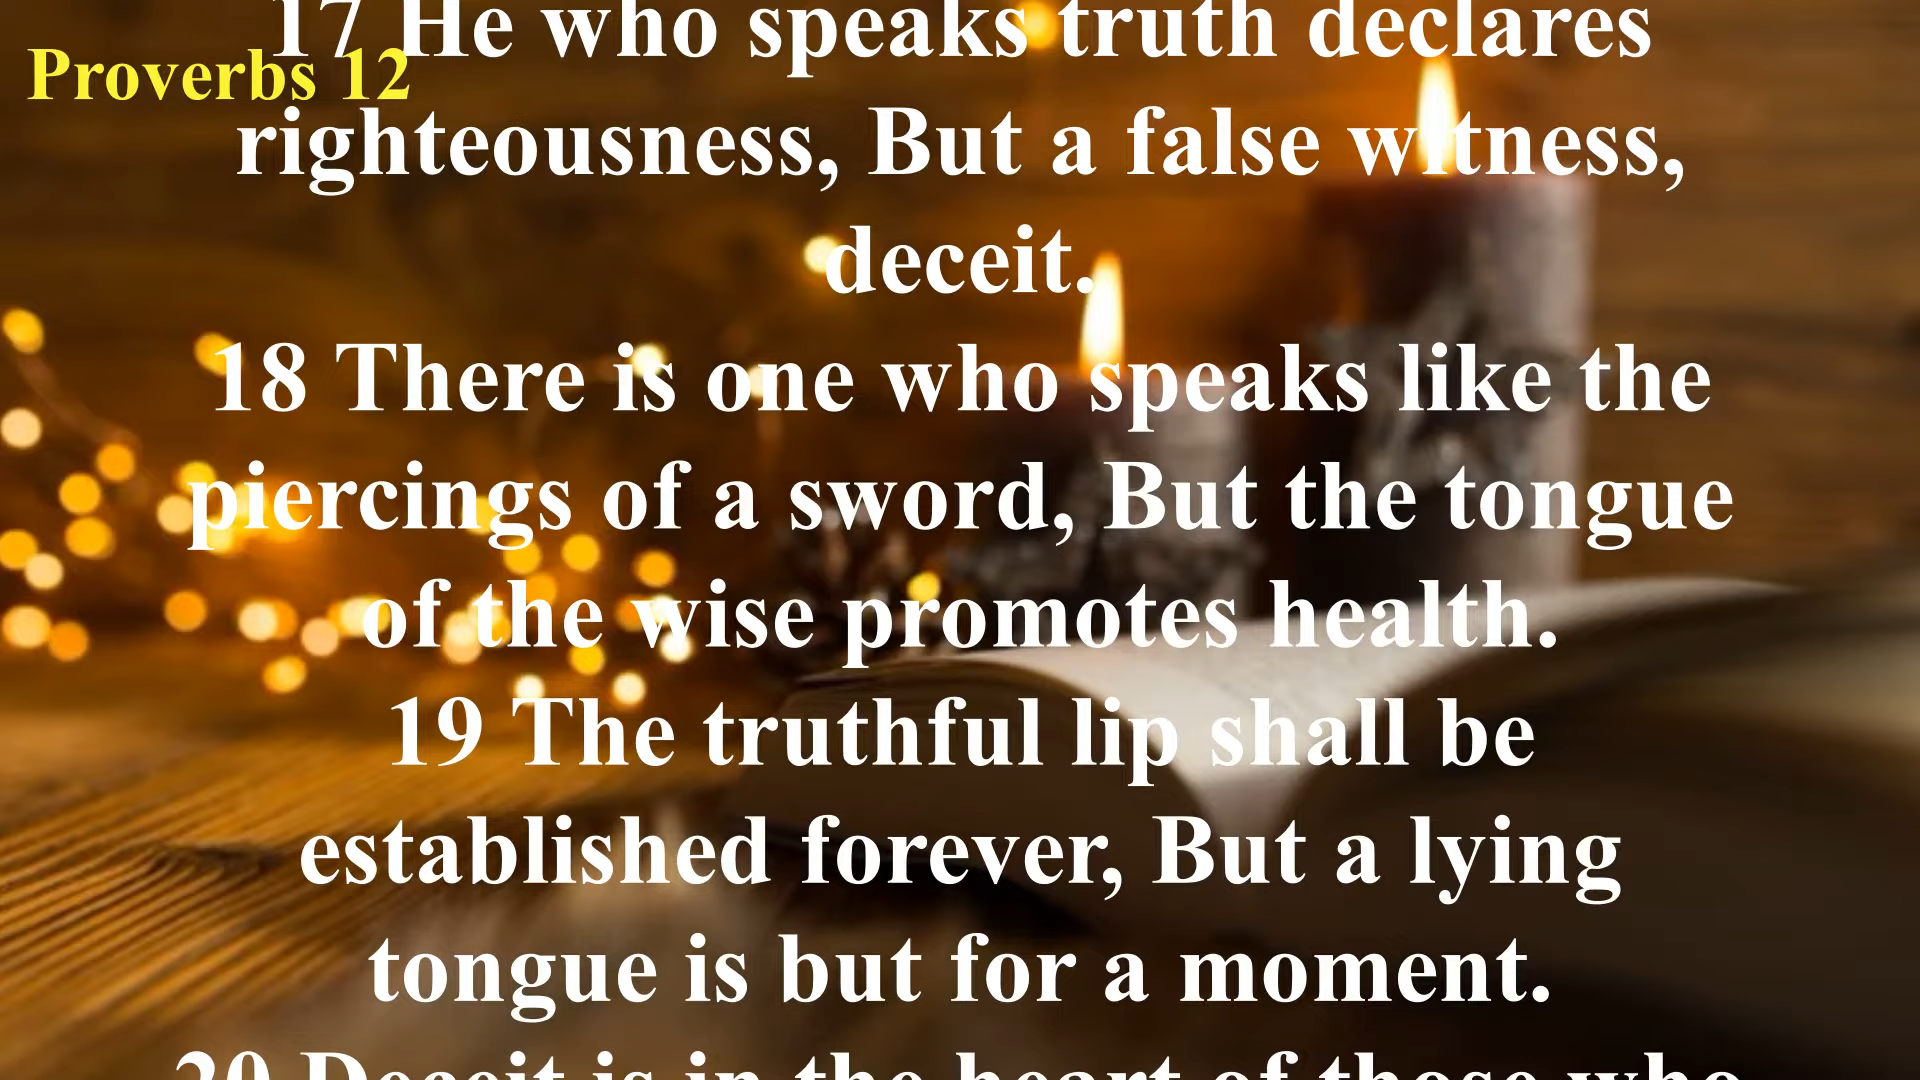 17 He who speaks truth declares
Proverbs 12
righteousness, But a false witness,
deceit.
18 There is one who speaks like the
piercings of a sword, But the tongue
of the wise promotes health.
19 The truthful lip shall be
established forever, But a lying
tongue is but for a moment.
20 Deceit is in the heart of those who